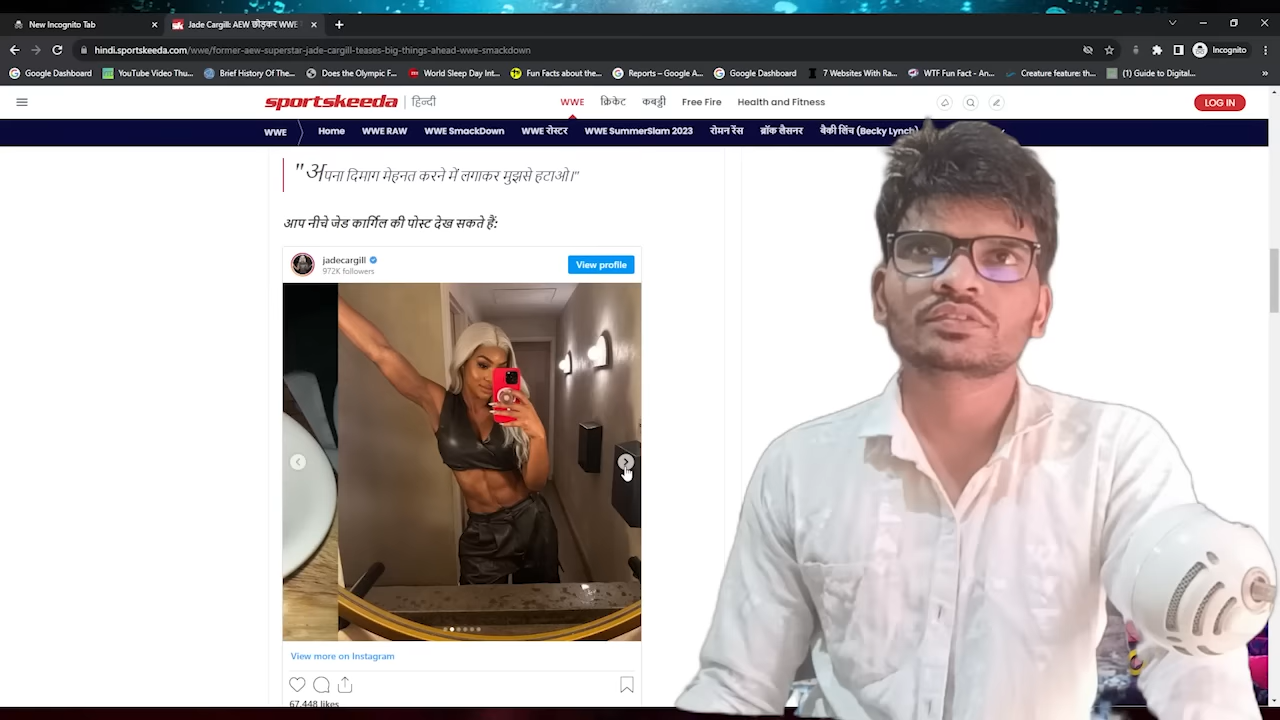 New Incognito Tab
Jade Cargill: AEW छोड़कर WWE
hindi.sportskeeda.com/wwe/former-aew-superstar-jade-cargill-teases-big-things-ahead-wwe-smackdown
Incognito
Google Dashboard
YouTube Video Thu...
Brief History Of The...
Does the Olympic F...
World Sleep Day Int...
Fun Facts about the...
Reports – Google A...
Google Dashboard
7 Websites With Ra...
WTF Fun Fact - An...
Creature feature: th...
(1) Guide to Digital...
sportskeeda हिन्दी
WWE क्रिकेट कबड्डी Free Fire Health and Fitness
LOG IN
WWE Home WWE RAW WWE SmackDown WWE रोस्टर WWE SummerSlam 2023 रोमन रेंस ब्रॉक लैसनर बैकी लिंच (Becky Lynch)
"अपना दिमाग मेहनत करने में लगाकर मुझसे हटाओ।"
आप नीचे जेड कार्गिल की पोस्ट देख सकते हैं:
jadecargill
972K followers
View profile
View more on Instagram
67,448 likes